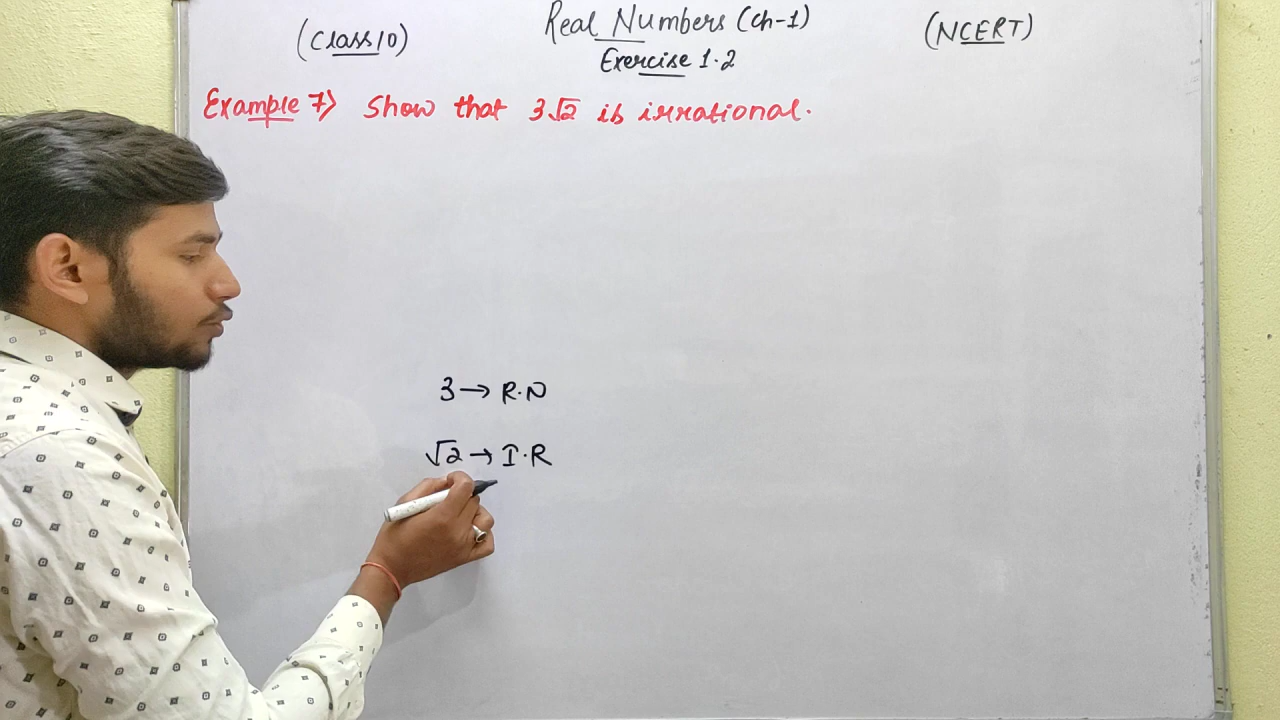 (Class 10) Real Numbers (Ch-1) (NCERT)
Exercise 1.2
Example 7> Show that 3√2 is irrational.
3 → R.N
√2 → I.R